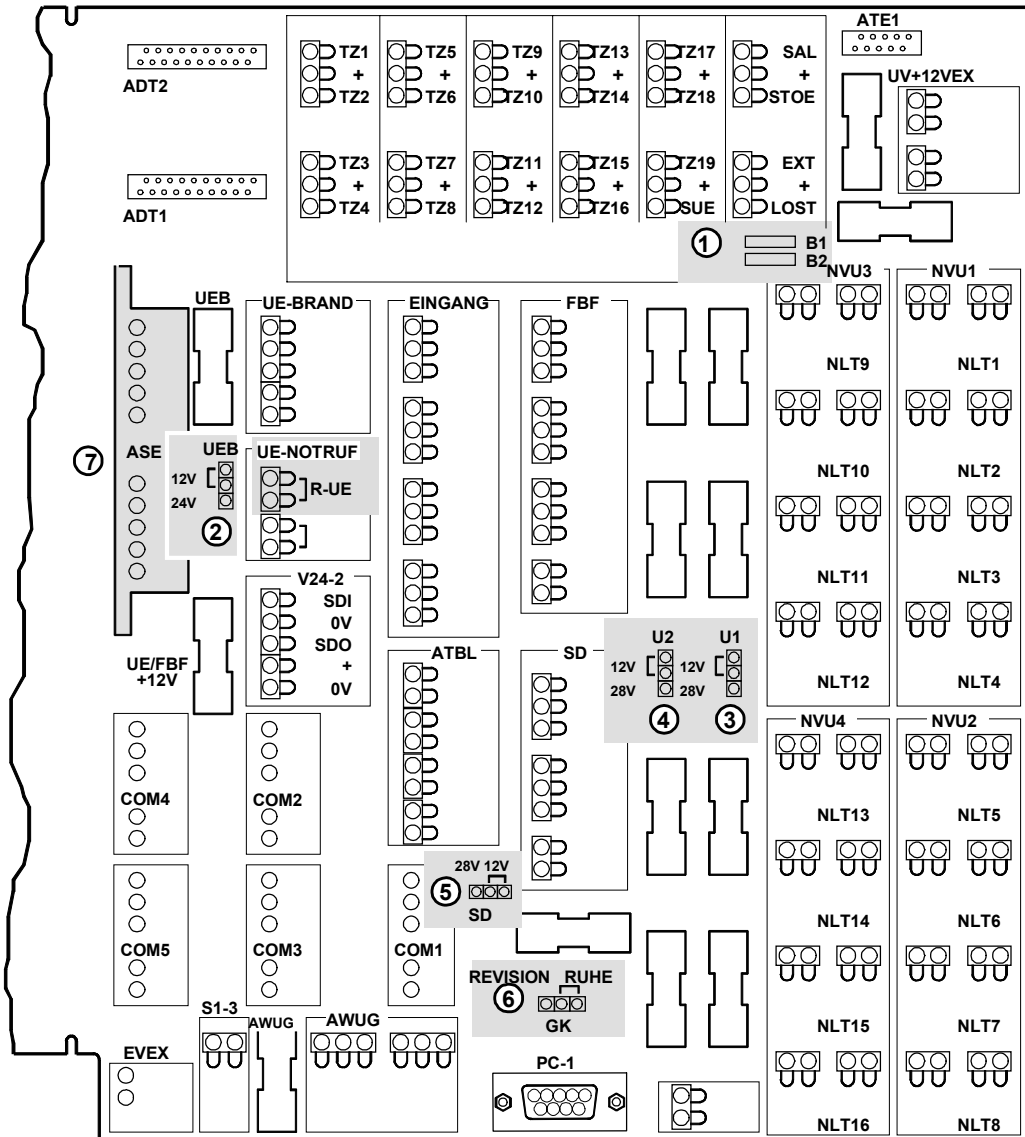 ATE1
ADT2
TZ1 TZ5 TZ9 TZ13 TZ17 SAL
+ + + + + +
TZ2 TZ6 TZ10 TZ14 TZ18 STOE
UV+12VEX
ADT1
TZ3 TZ7 TZ11 TZ15 TZ19 EXT
+ + + + + +
TZ4 TZ8 TZ12 TZ16 SUE LOST
1 B1
B2
NVU3 NVU1
UEB UE-BRAND EINGANG FBF
NLT9 NLT1
7 ASE UEB UE-NOTRUF
12V
24V
R-UE
2
NLT10 NLT2
V24-2
SDI
0V
SDO
+
0V
NLT11 NLT3
UE/FBF
+12V
ATBL SD U2 U1
12V 12V
28V 28V
4 3
NLT12 NLT4
NVU4 NVU2
COM4 COM2
NLT13 NLT5
28V 12V
5
SD
COM5 COM3 COM1
NLT14 NLT6
REVISION RUHE
6
GK
S1-3 AWUG AWUG
NLT15 NLT7
EVEX PC-1
NLT16 NLT8